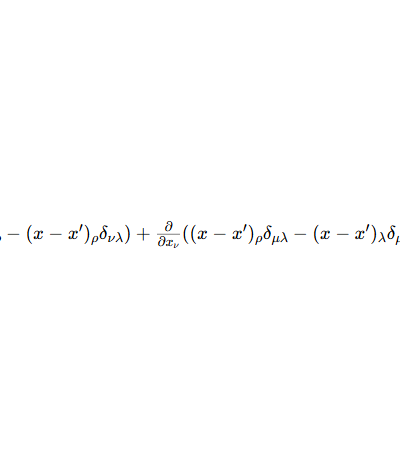 − (x − x′)ρδνλ) + ∂/∂xν ((x − x′)ρδμλ − (x − x′)λδ